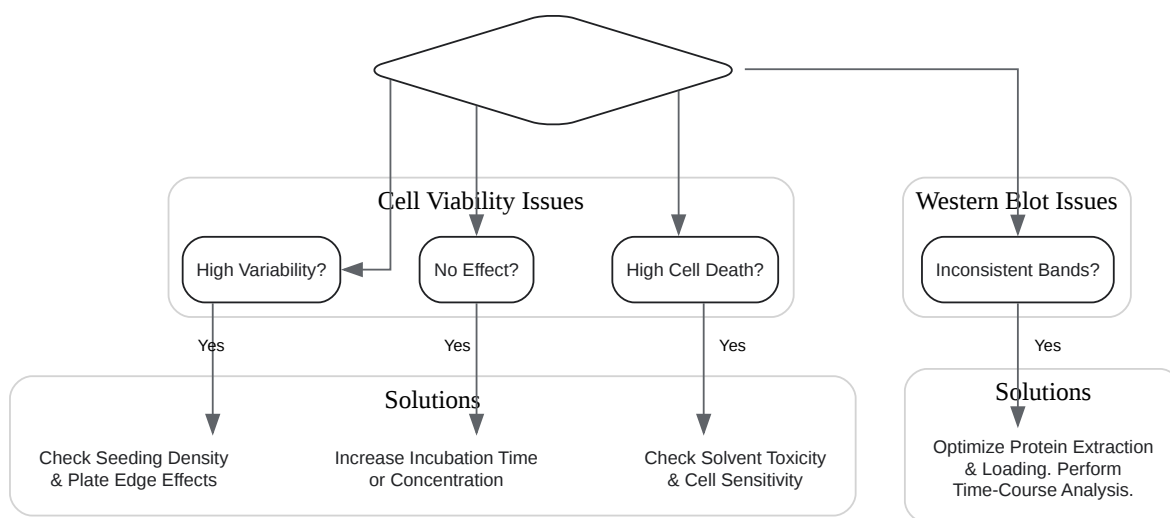 Cell Viability Issues
Western Blot Issues
High Variability?
No Effect?
High Cell Death?
Inconsistent Bands?
Yes
Yes
Yes
Yes
Solutions
Solutions
Check Seeding Density
& Plate Edge Effects
Increase Incubation Time
or Concentration
Check Solvent Toxicity
& Cell Sensitivity
Optimize Protein Extraction
& Loading. Perform
Time-Course Analysis.